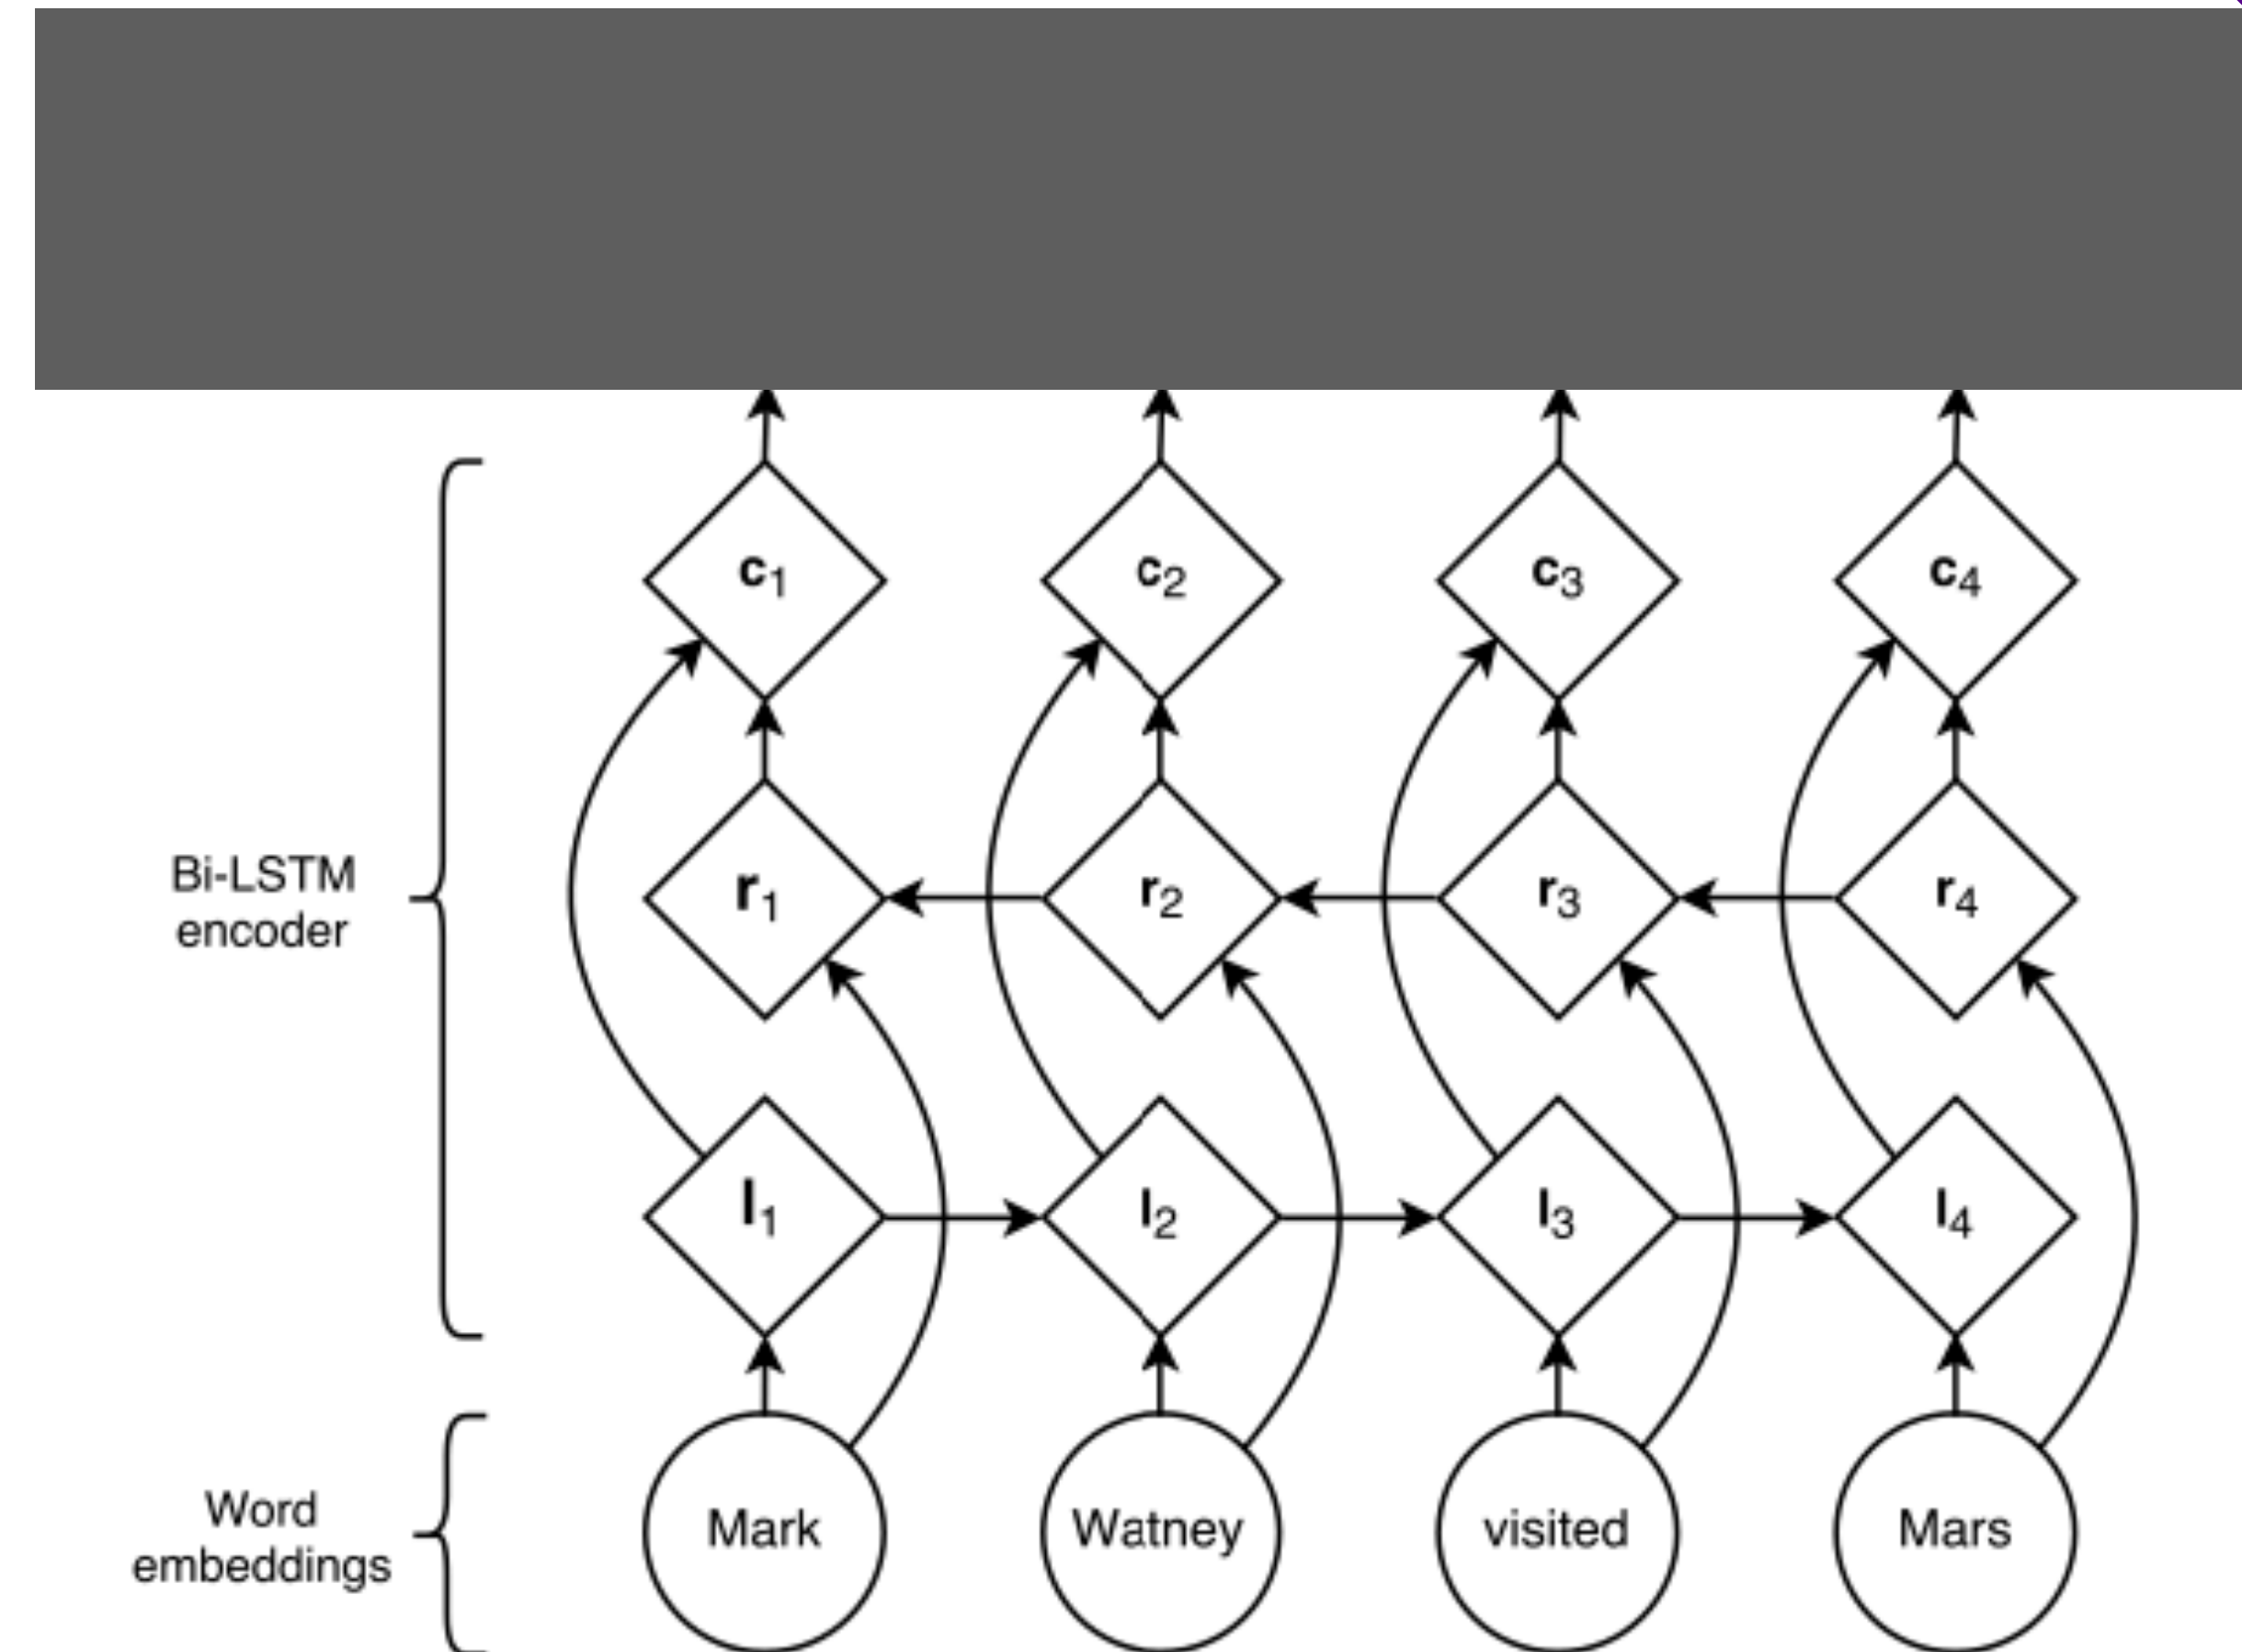 c1 c2 c3 c4
Bi-LSTM
encoder
r1 r2 r3 r4
l1 l2 l3 l4
Word
embeddings
Mark Watney visited Mars